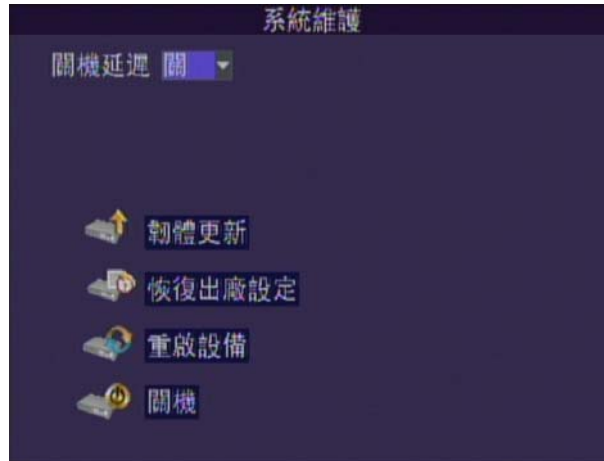 系統維護
關機延遲 關
韌體更新
恢復出廠設定
重啟設備
關機